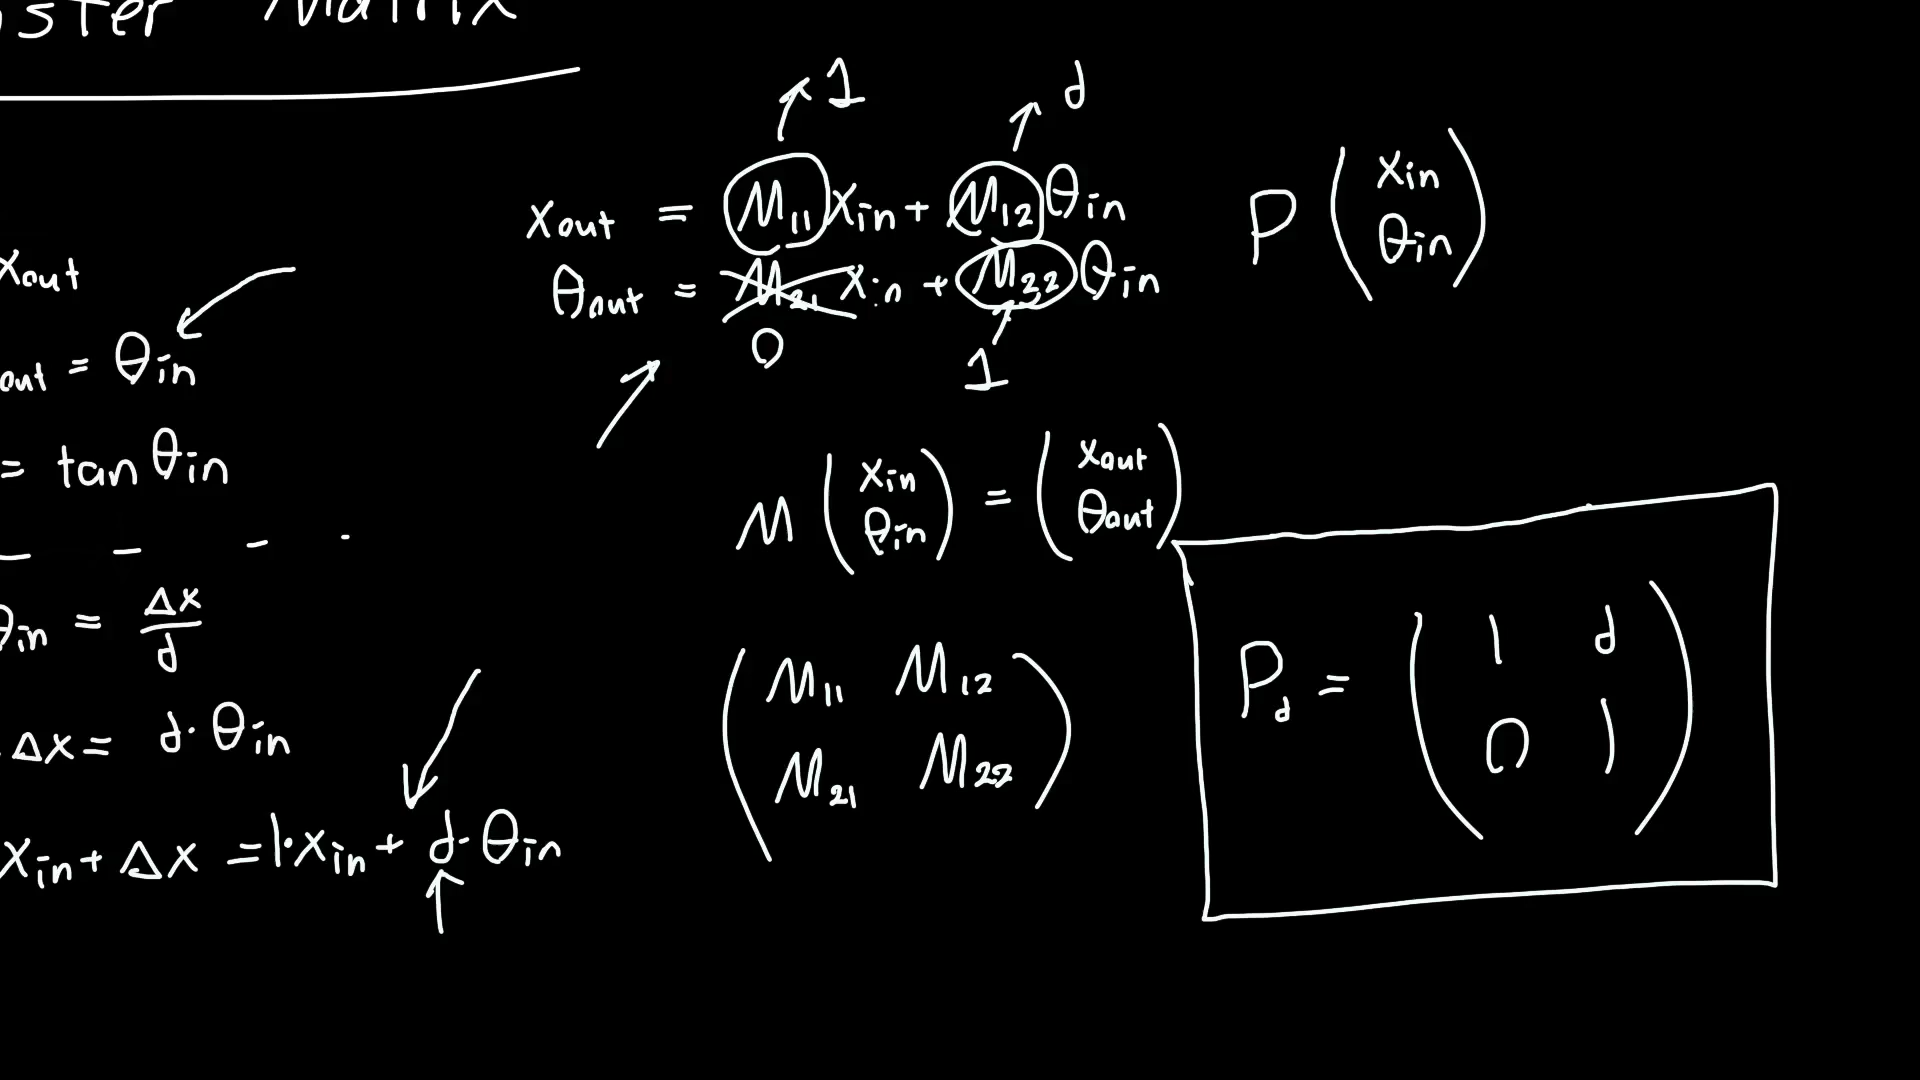 Matrix
xout
out = θin
= tan θin
θin = Δx/d
Δx = d · θin
xin + Δx = 1 · xin + d · θin
1 d
xout = M11 xin + M12 θin
θout = M21 xin + M22 θin
0 1
P (xin θin)
M (xin θin) = (xout θout)
M11 M12
M21 M22
Pd = (1 d
0 1)